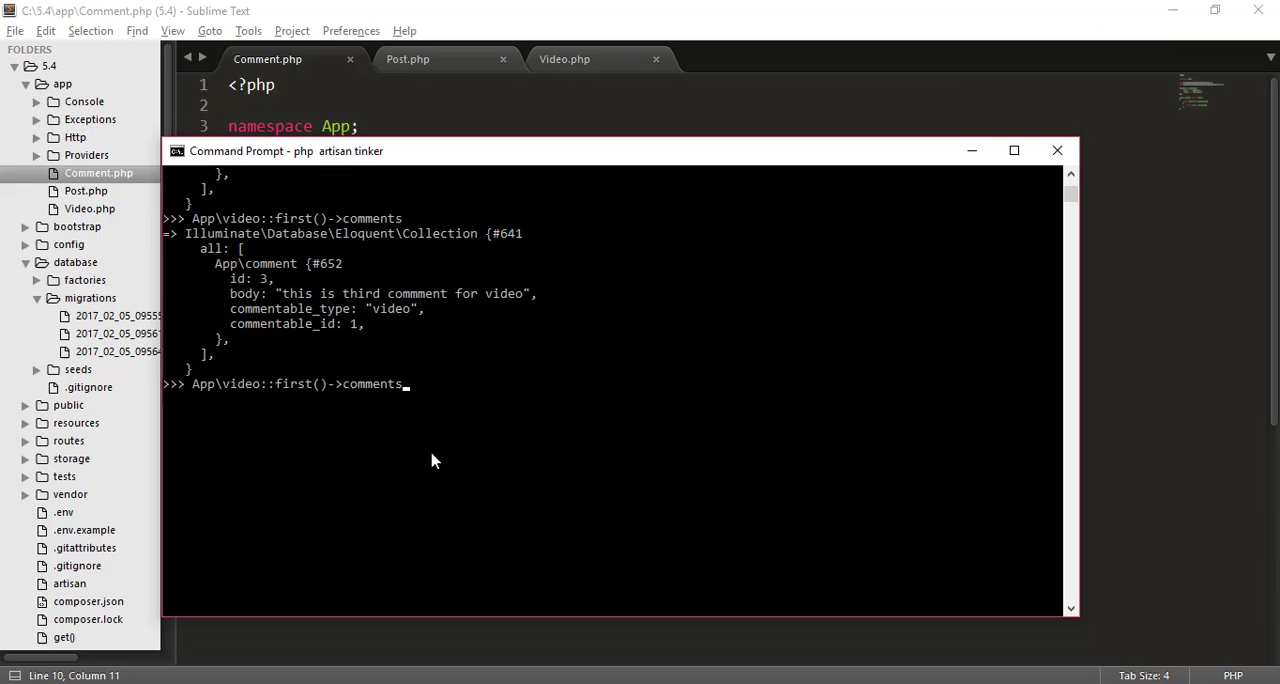 C:\5.4\app\Comment.php (5.4) - Sublime Text
File Edit Selection Find View Goto Tools Project Preferences Help
FOLDERS
5.4
app
Console
Exceptions
Http
Providers
Comment.php
Post.php
Video.php
bootstrap
config
database
factories
migrations
2017_02_05_0955
2017_02_05_0956
2017_02_05_0956
seeds
.gitignore
public
resources
routes
storage
tests
vendor
.env
.env.example
.gitattributes
.gitignore
artisan
composer.json
composer.lock
get()
Comment.php Post.php Video.php
1 <?php
2
3 namespace App;
Command Prompt - php artisan tinker
},
],
}
>>> App\video::first()->comments
=> Illuminate\Database\Eloquent\Collection {#641
all: [
App\comment {#652
id: 3,
body: "this is third commment for video",
commentable_type: "video",
commentable_id: 1,
},
],
}
>>> App\video::first()->comments_
Line 10, Column 11
Tab Size: 4
PHP